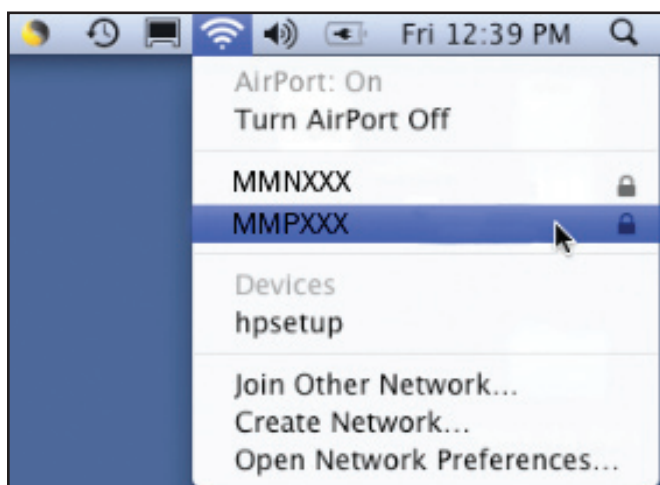 Fri 12:39 PM
AirPort: On
Turn AirPort Off
MMNXXX
MMPXXX
Devices
hpsetup
Join Other Network...
Create Network...
Open Network Preferences...